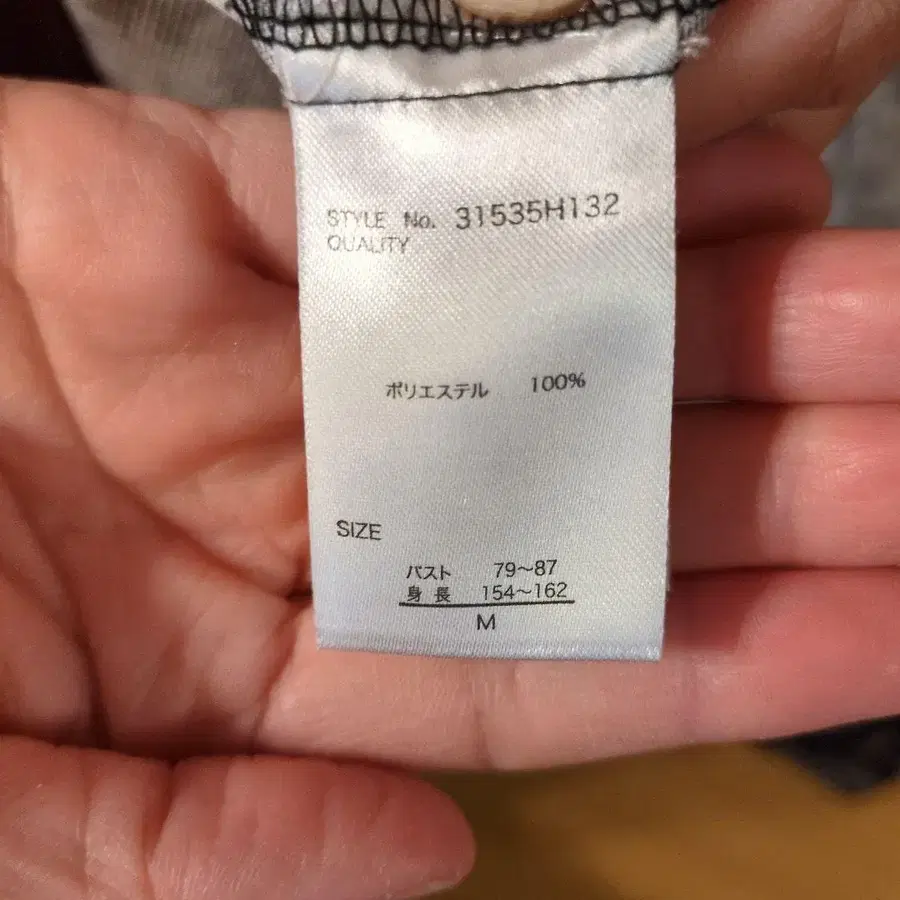 STYLE No. 31535H132
QUALITY
ポリエステル 100%
SIZE
バスト 79~87
身長 154~162
M